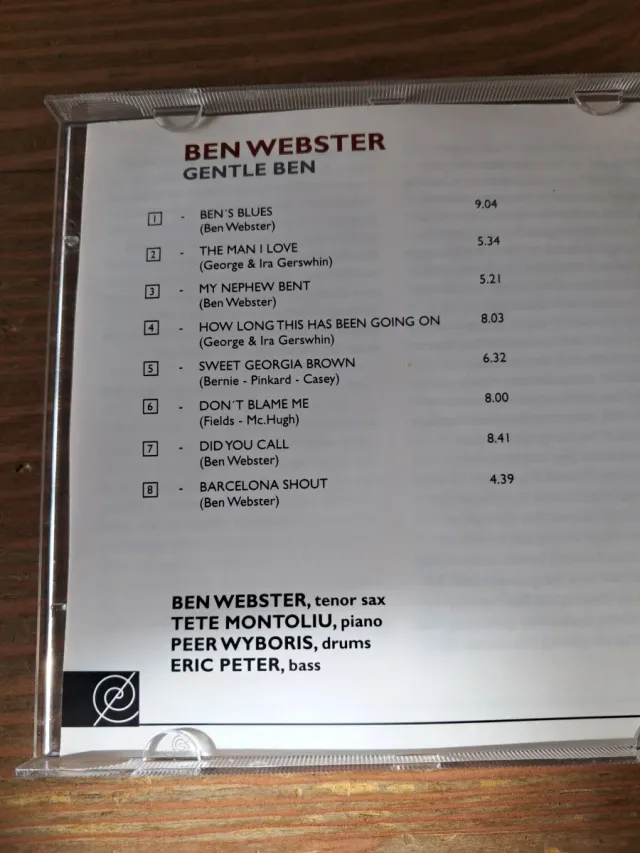 BEN WEBSTER
GENTLE BEN
1 - BEN´S BLUES 9.04
(Ben Webster)
2 - THE MAN I LOVE 5.34
(George & Ira Gerswhin)
3 - MY NEPHEW BENT 5.21
(Ben Webster)
4 - HOW LONG THIS HAS BEEN GOING ON 8.03
(George & Ira Gerswhin)
5 - SWEET GEORGIA BROWN 6.32
(Bernie - Pinkard - Casey)
6 - DON´T BLAME ME 8.00
(Fields - Mc.Hugh)
7 - DID YOU CALL 8.41
(Ben Webster)
8 - BARCELONA SHOUT 4.39
(Ben Webster)
BEN WEBSTER, tenor sax
TETE MONTOLIU, piano
PEER WYBORIS, drums
ERIC PETER, bass